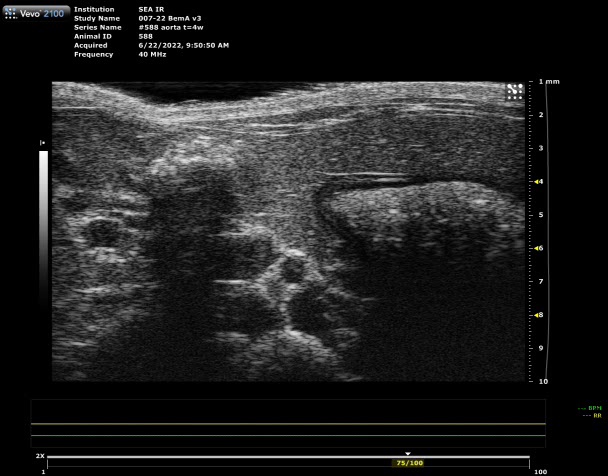 Vevo 2100
Institution SEA IR
Study Name 007-22 BemA v3
Series Name #588 aorta t=4w
Animal ID 588
Acquired 6/22/2022, 9:50:50 AM
Frequency 40 MHz
1 mm
2
3
4
5
6
7
8
9
10
--- BPM
--- RR
2X
75/100
1
100